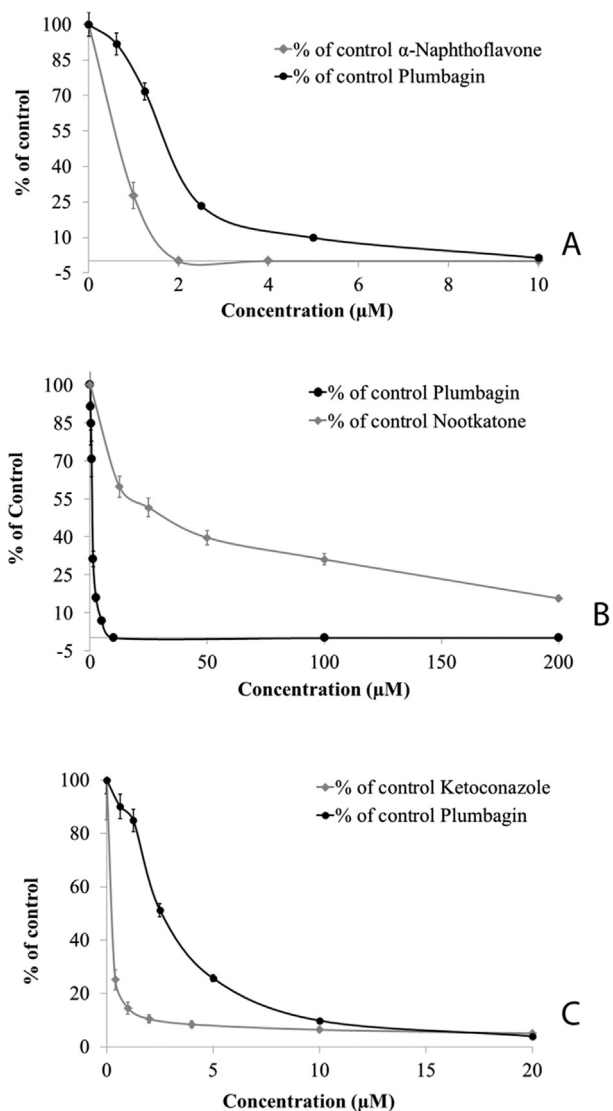 100
85
70
55
40
25
10
-5
% of control
% of control α-Naphthoflavone
% of control Plumbagin
0
2
4
6
8
10
Concentration (µM)
A
100
85
70
55
40
25
10
-5
% of Control
% of control Plumbagin
% of control Nootkatone
0
50
100
150
200
Concentration (µM)
B
100
80
60
40
20
0
% of control
% of control Ketoconazole
% of control Plumbagin
0
5
10
15
20
Concentration (µM)
C